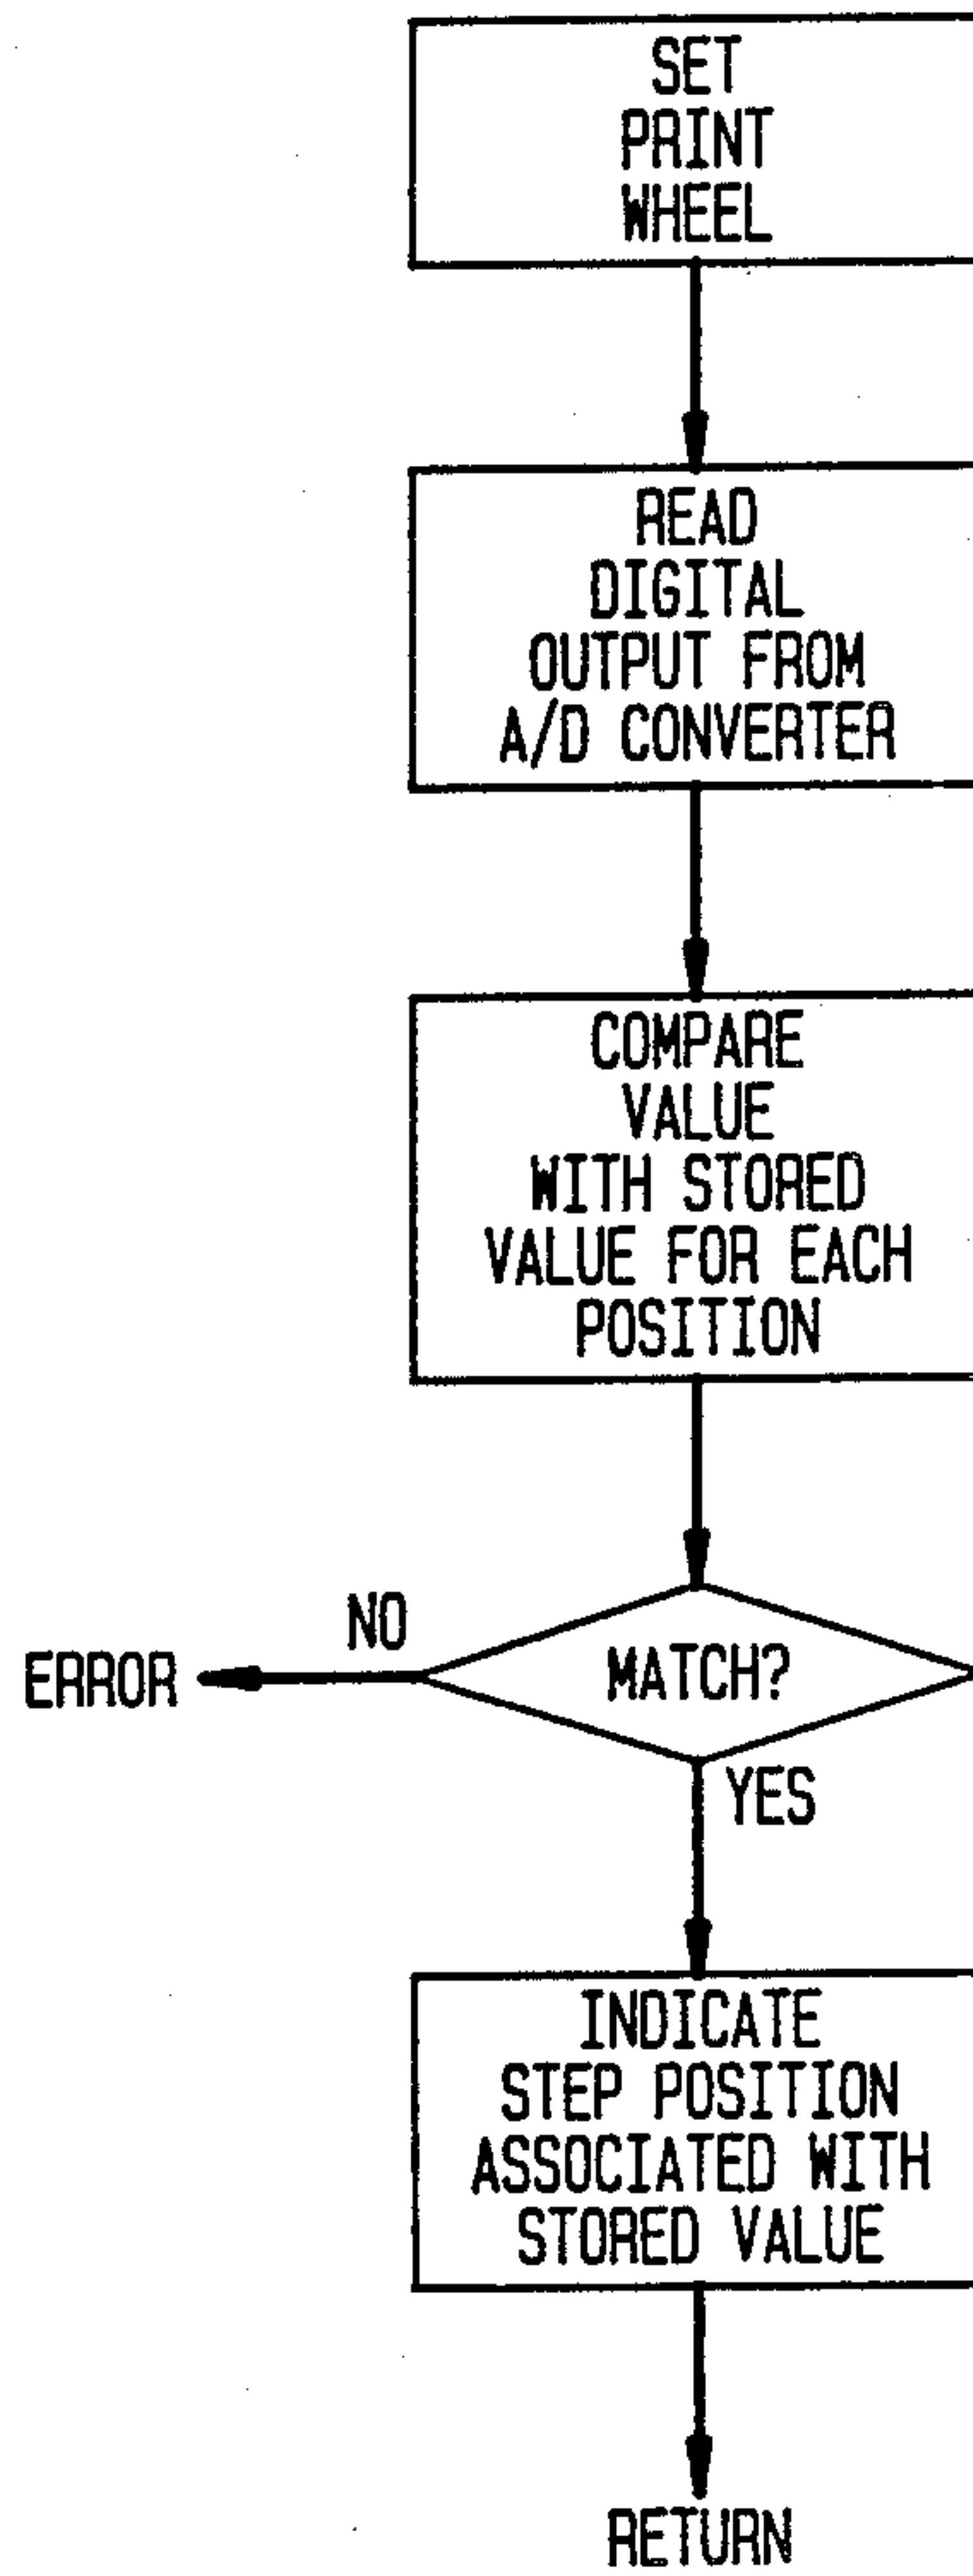 SET
PRINT
WHEEL
READ
DIGITAL
OUTPUT FROM
A/D CONVERTER
COMPARE
VALUE
WITH STORED
VALUE FOR EACH
POSITION
NO
ERROR
MATCH?
YES
INDICATE
STEP POSITION
ASSOCIATED WITH
STORED VALUE
RETURN